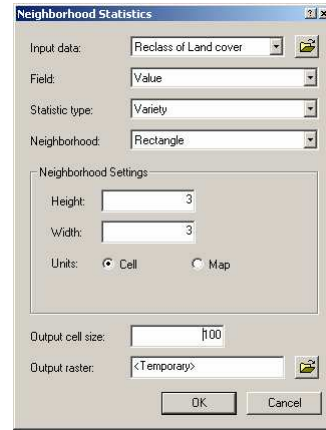 Neighborhood Statistics
Input data: Reclass of Land cover
Field: Value
Statistic type: Variety
Neighborhood: Rectangle
Neighborhood Settings
Height: 3
Width: 3
Units: Cell Map
Output cell size: 100
Output raster: <Temporary>
OK Cancel